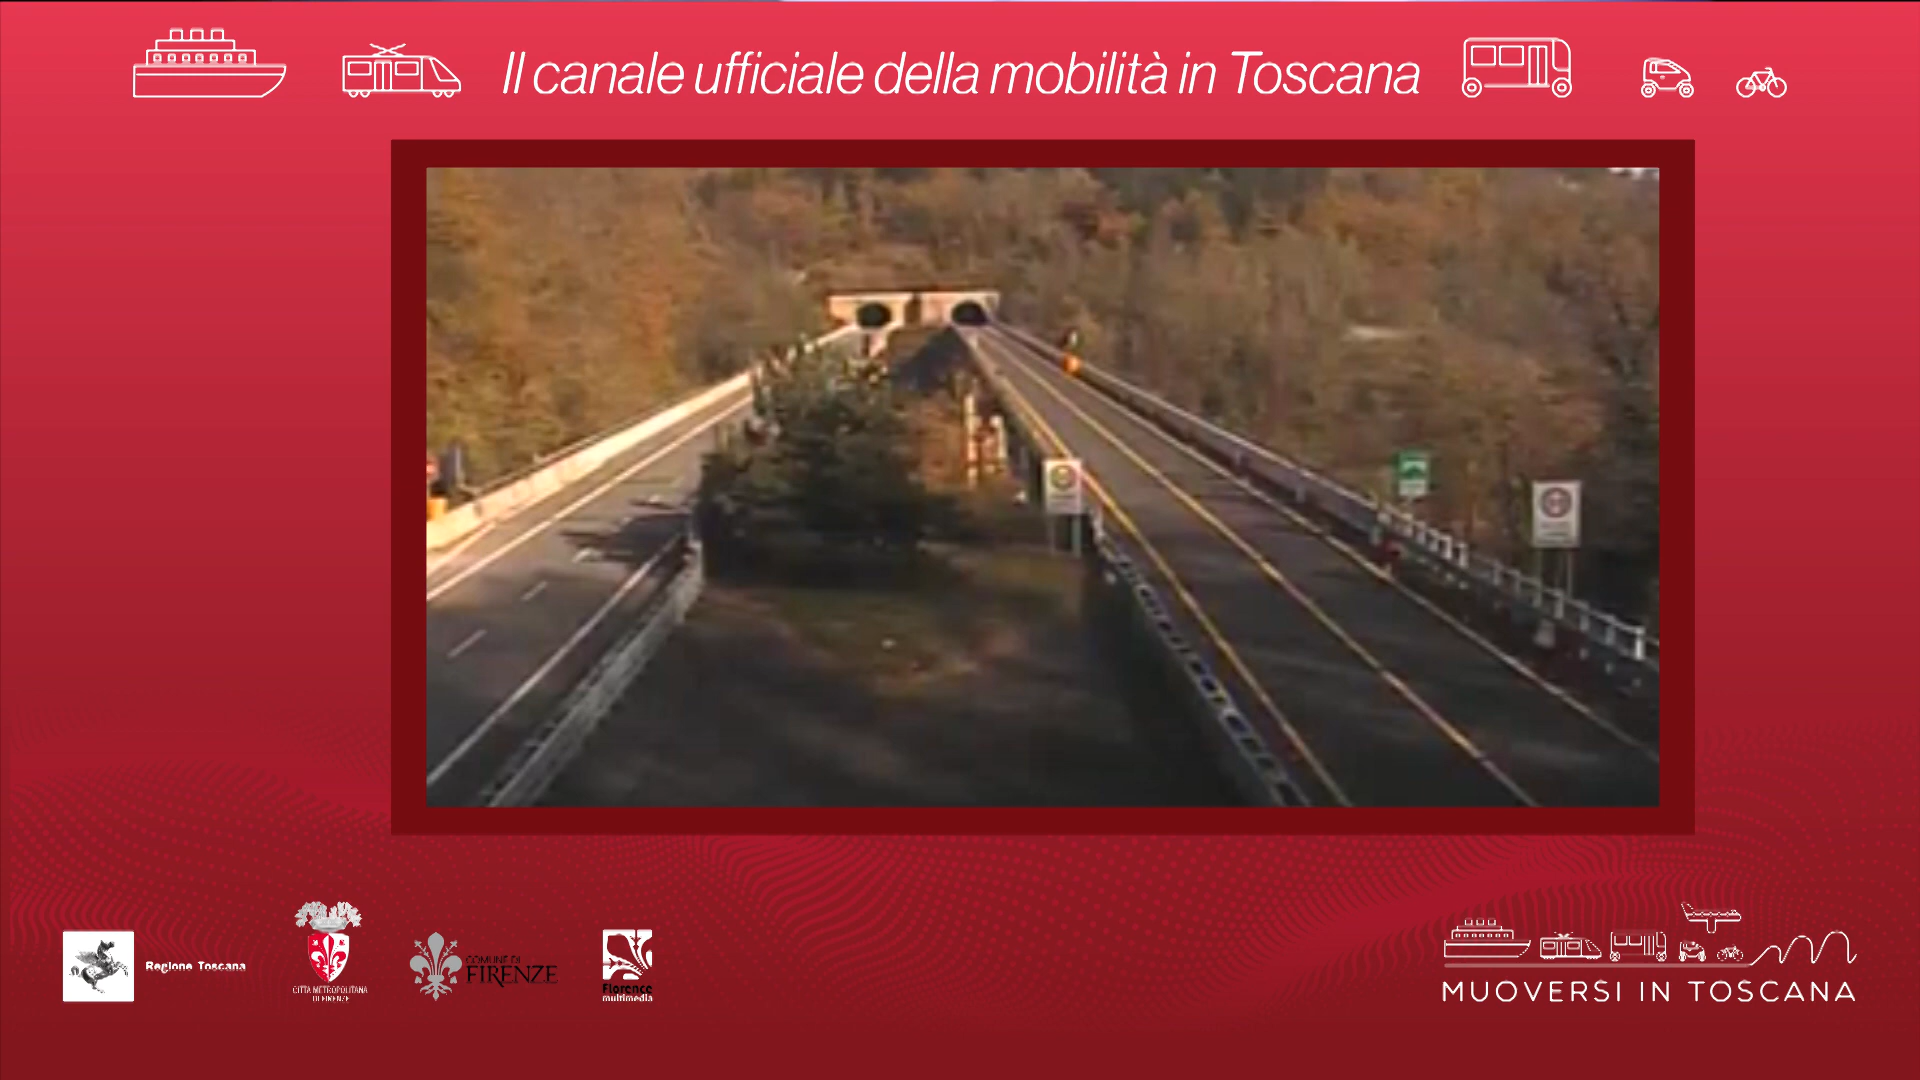 Il canale ufficiale della mobilità in Toscana
Regione Toscana
CITTÀ METROPOLITANA
DI FIRENZE
COMUNE DI
FIRENZE
Florence
multimedia
MUOVERSI IN TOSCANA